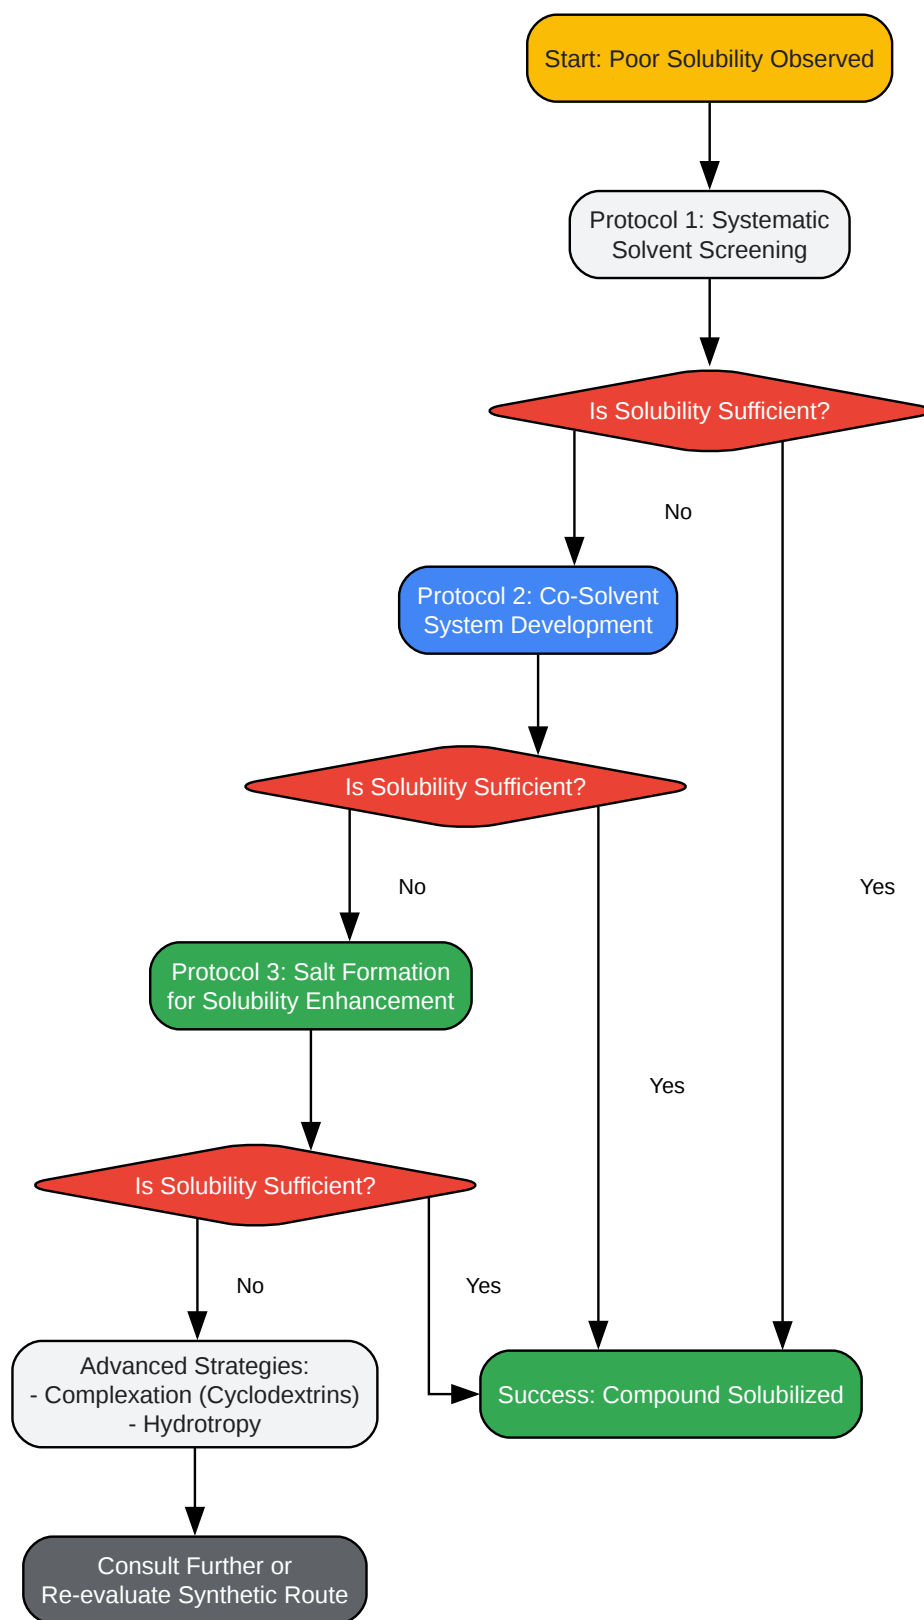 Start: Poor Solubility Observed
Protocol 1: Systematic
Solvent Screening
Is Solubility Sufficient?
No
Protocol 2: Co-Solvent
System Development
Is Solubility Sufficient?
No
Yes
Protocol 3: Salt Formation
for Solubility Enhancement
Yes
Is Solubility Sufficient?
No
Yes
Advanced Strategies:
- Complexation (Cyclodextrins)
- Hydrotropy
Success: Compound Solubilized
Consult Further or
Re-evaluate Synthetic Route